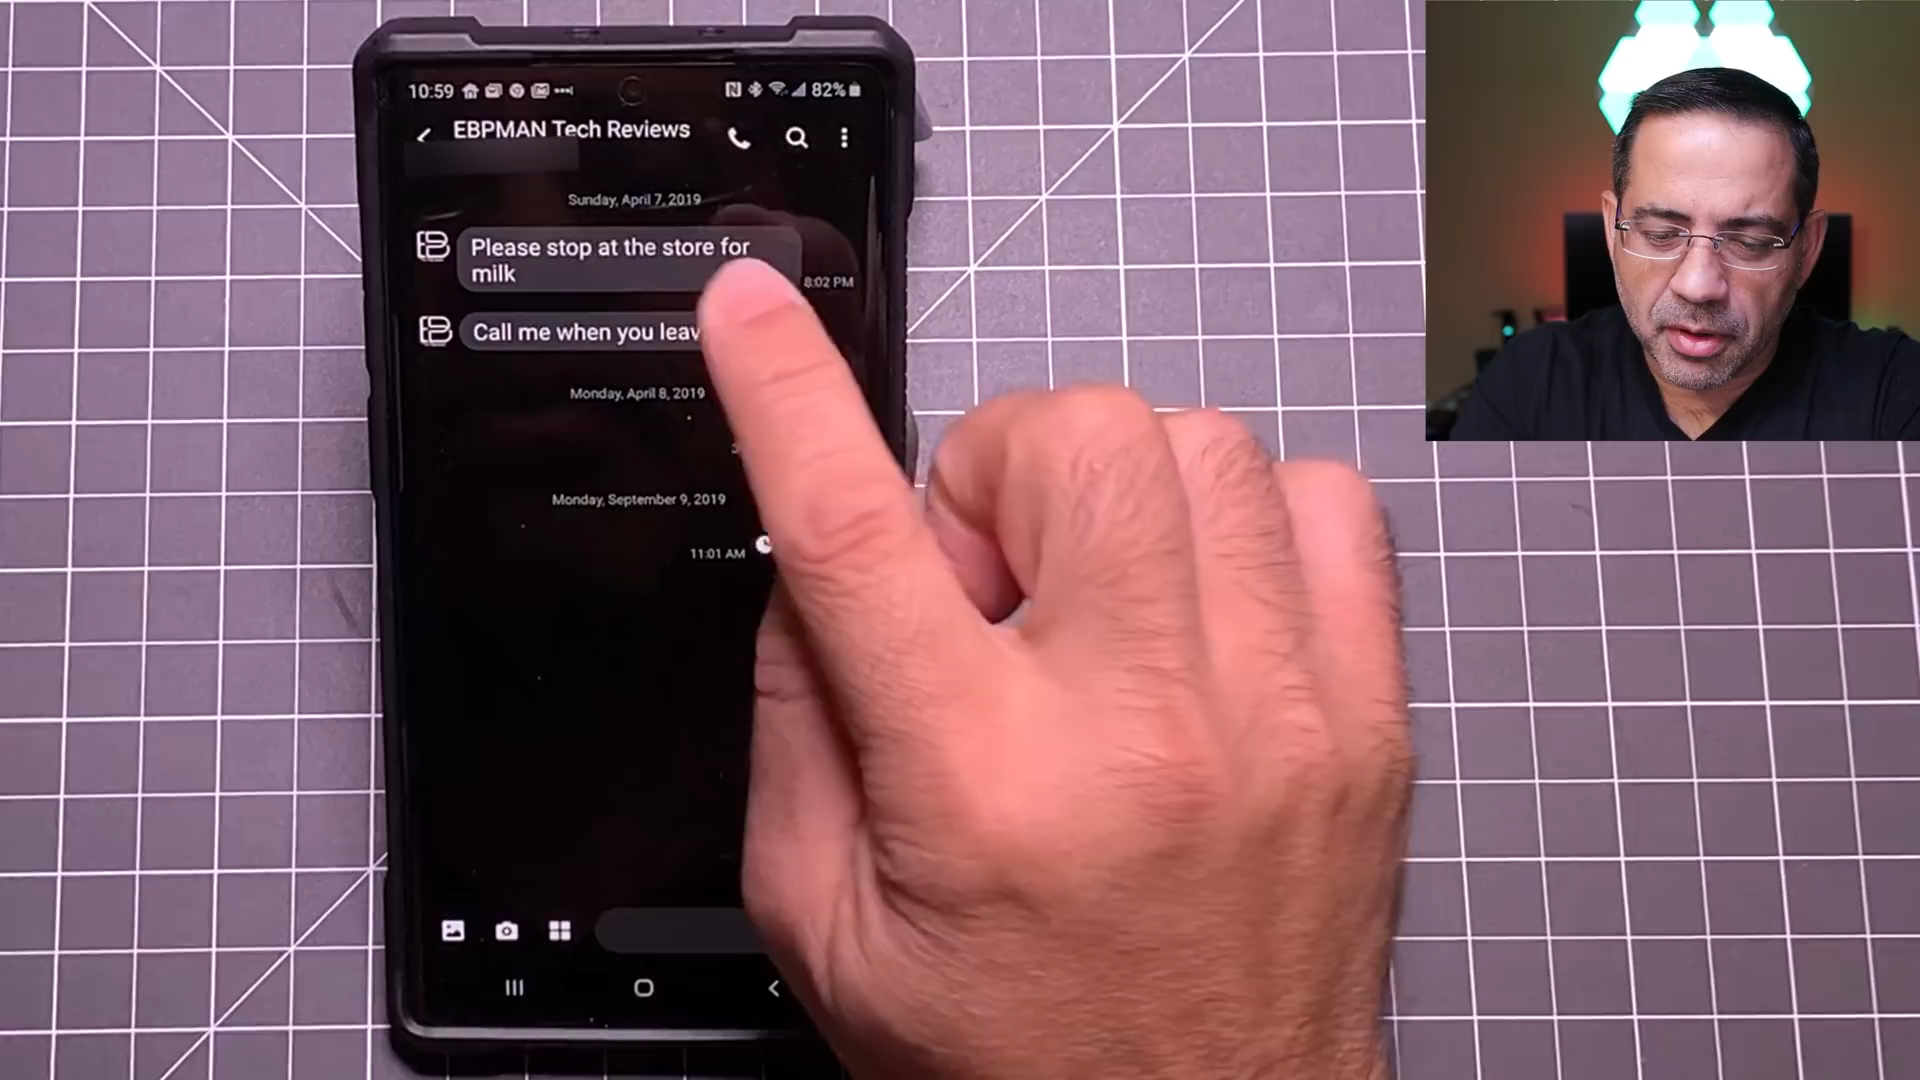 10:59
82%
EBPMAN Tech Reviews
Sunday, April 7, 2019
Please stop at the store for
milk
8:02 PM
Call me when you leav
Monday, April 8, 2019
Monday, September 9, 2019
11:01 AM